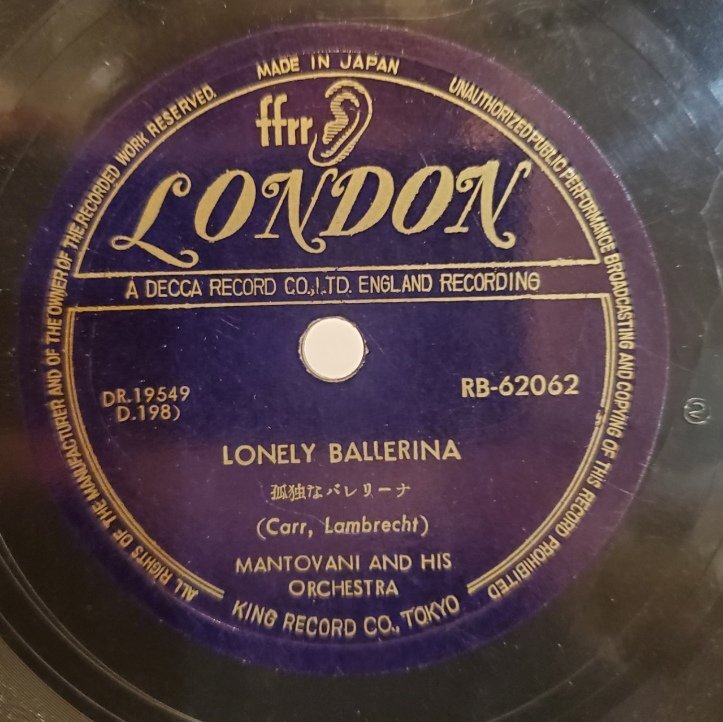 MADE IN JAPAN
ffrr
LONDON
A DECCA RECORD CO., LTD. ENGLAND RECORDING
DR.19549
D.198)
RB-62062
LONELY BALLERINA
孤独なバレリーナ
(Carr, Lambrecht)
MANTOVANI AND HIS
ORCHESTRA
KING RECORD CO., TOKYO
ALL RIGHTS OF THE MANUFACTURER AND OF THE OWNER OF THE RECORDED WORK RESERVED.
UNAUTHORIZED PUBLIC PERFORMANCE BROADCASTING AND COPYING OF THIS RECORD PROHIBITED